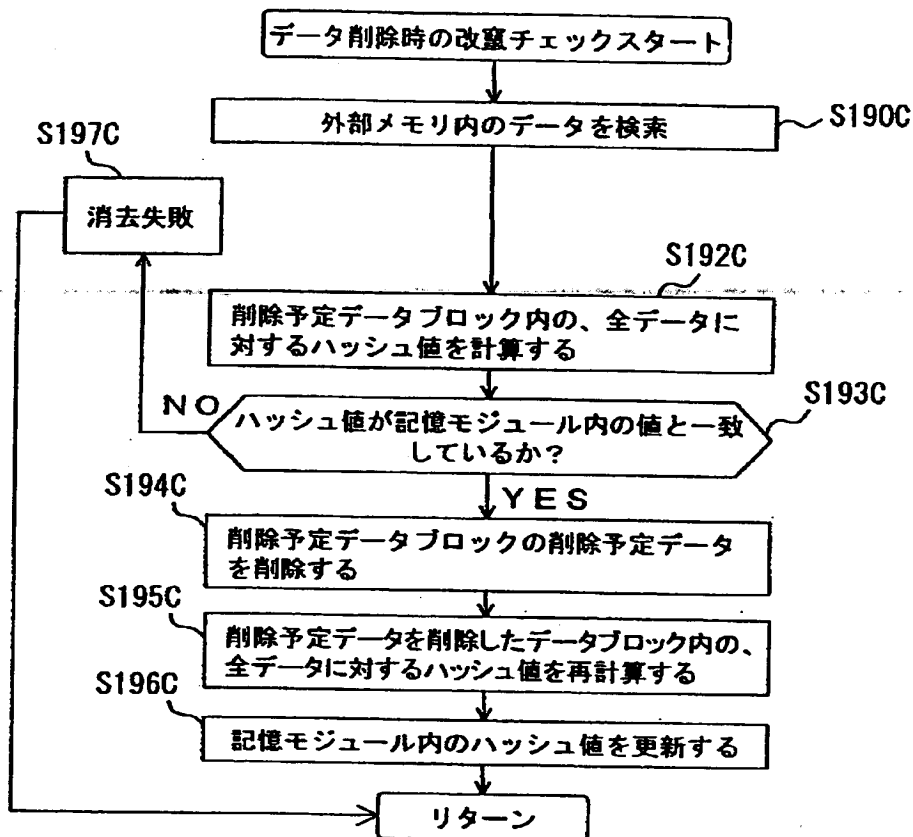 データ削除時の改竄チェックスタート
外部メモリ内のデータを検索
S190C
S197C
消去失敗
S192C
削除予定データブロック内の、全データに
対するハッシュ値を計算する
NO
S193C
ハッシュ値が記憶モジュール内の値と一致
しているか?
YES
S194C
削除予定データブロックの削除予定データ
を削除する
S195C
削除予定データを削除したデータブロック内の、
全データに対するハッシュ値を再計算する
S196C
記憶モジュール内のハッシュ値を更新する
リターン